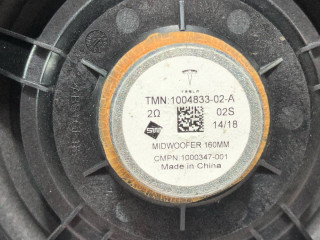 TESLA
TMN:1004833-02-A
2Ω
02S
14/18
MIDWOOFER 160MM
CMPN:1000347-001
Made in China